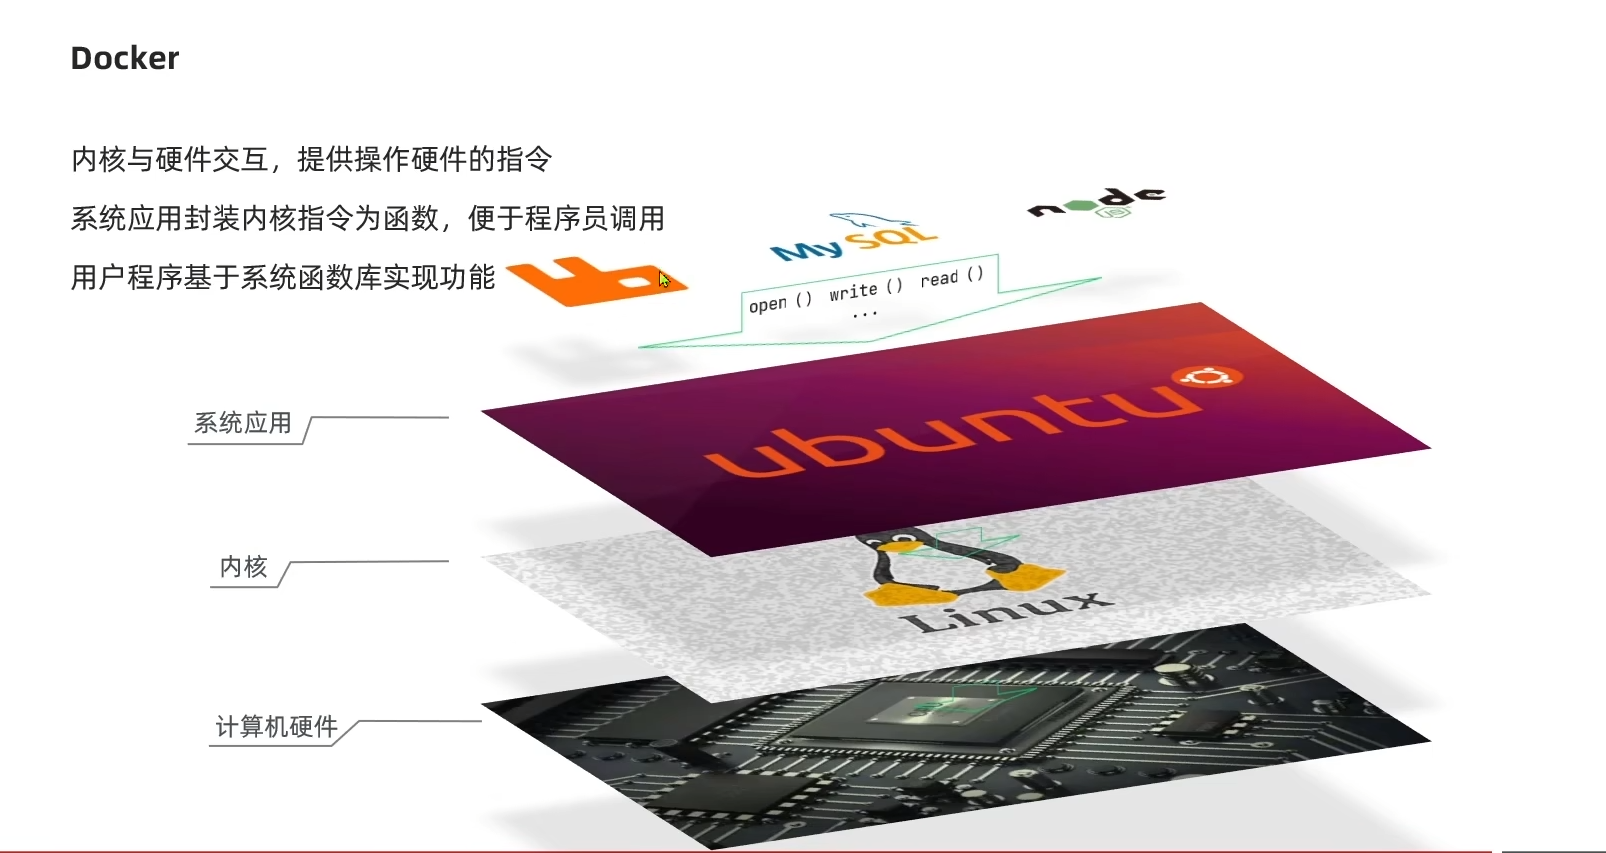 Docker
内核与硬件交互，提供操作硬件的指令
系统应用封装内核指令为函数，便于程序员调用
用户程序基于系统函数库实现功能
node
JS
MySQL
open () write () read ()
...
ubuntu
系统应用
内核
Linux
计算机硬件